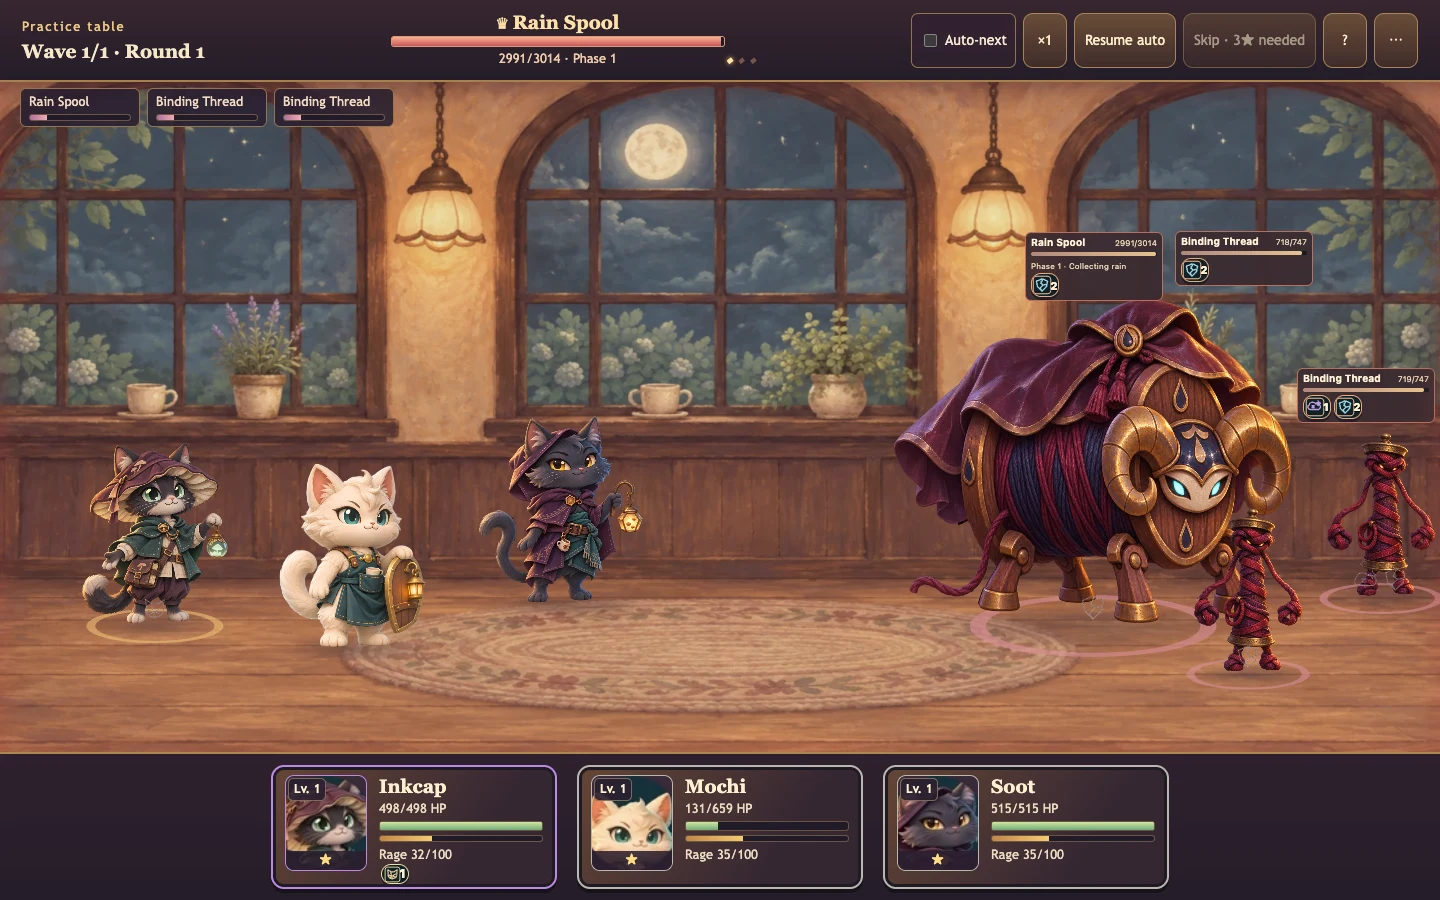 Practice table
Wave 1/1 · Round 1
♛ Rain Spool
2991/3014 · Phase 1
Auto-next
×1
Resume auto
Skip · 3★ needed
?
···
Rain Spool
Binding Thread
Binding Thread
Rain Spool 2991/3014
Phase 1 · Collecting rain
2
Binding Thread 718/747
2
Binding Thread 719/747
1 2
Lv. 1
Inkcap
498/498 HP
Rage 32/100
1
Lv. 1
Mochi
131/659 HP
Rage 35/100
Lv. 1
Soot
515/515 HP
Rage 35/100